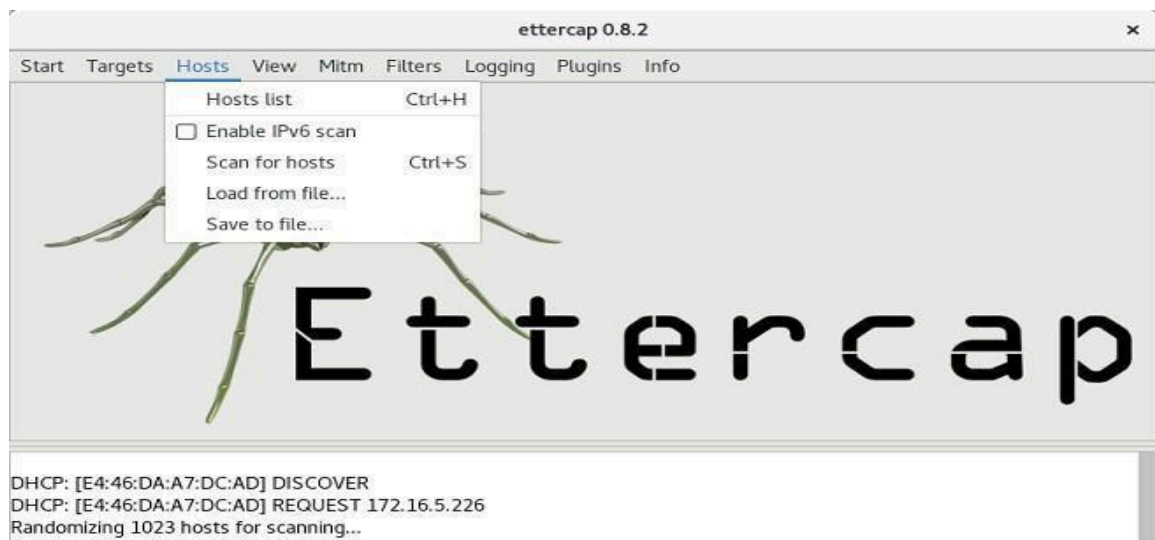 ettercap 0.8.2 ×
Start Targets Hosts View Mitm Filters Logging Plugins Info
Hosts list Ctrl+H
Enable IPv6 scan
Scan for hosts Ctrl+S
Load from file...
Save to file...
Ettercap
DHCP: [E4:46:DA:A7:DC:AD] DISCOVER
DHCP: [E4:46:DA:A7:DC:AD] REQUEST 172.16.5.226
Randomizing 1023 hosts for scanning...